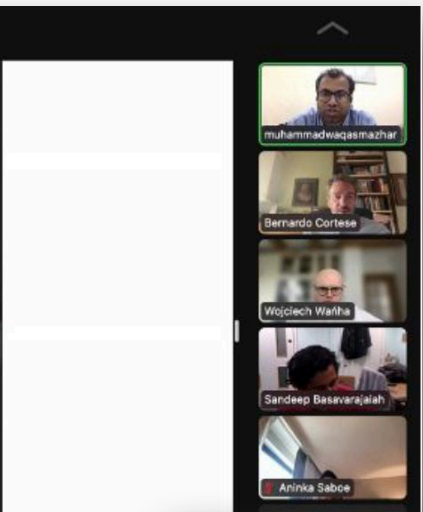 muhammadwaqasmazhar
Bernardo Cortese
Wojciech Wańha
Sandeep Basavarajaiah
Aninka Saboe